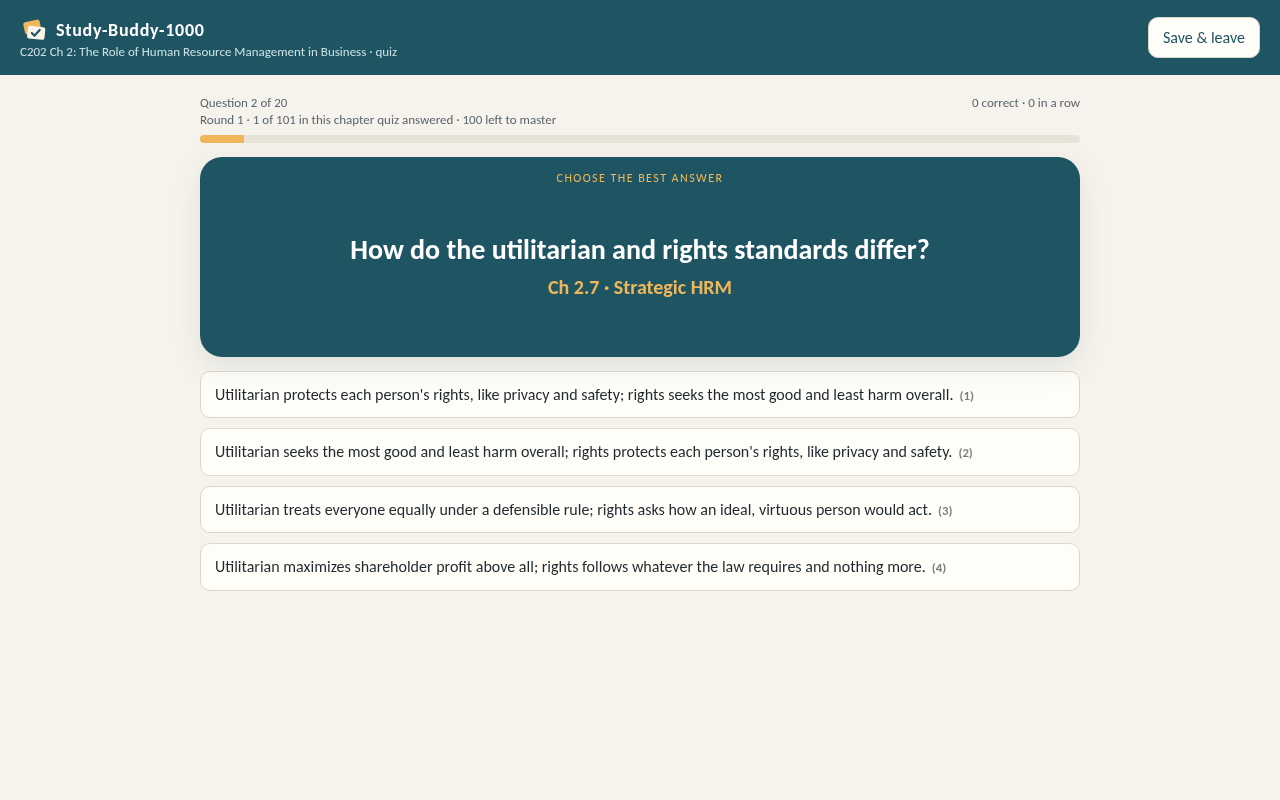 Study-Buddy-1000
C202 Ch 2: The Role of Human Resource Management in Business · quiz
Save & leave
Question 2 of 20
0 correct · 0 in a row
Round 1 · 1 of 101 in this chapter quiz answered · 100 left to master
CHOOSE THE BEST ANSWER
How do the utilitarian and rights standards differ?
Ch 2.7 · Strategic HRM
Utilitarian protects each person's rights, like privacy and safety; rights seeks the most good and least harm overall. (1)
Utilitarian seeks the most good and least harm overall; rights protects each person's rights, like privacy and safety. (2)
Utilitarian treats everyone equally under a defensible rule; rights asks how an ideal, virtuous person would act. (3)
Utilitarian maximizes shareholder profit above all; rights follows whatever the law requires and nothing more. (4)